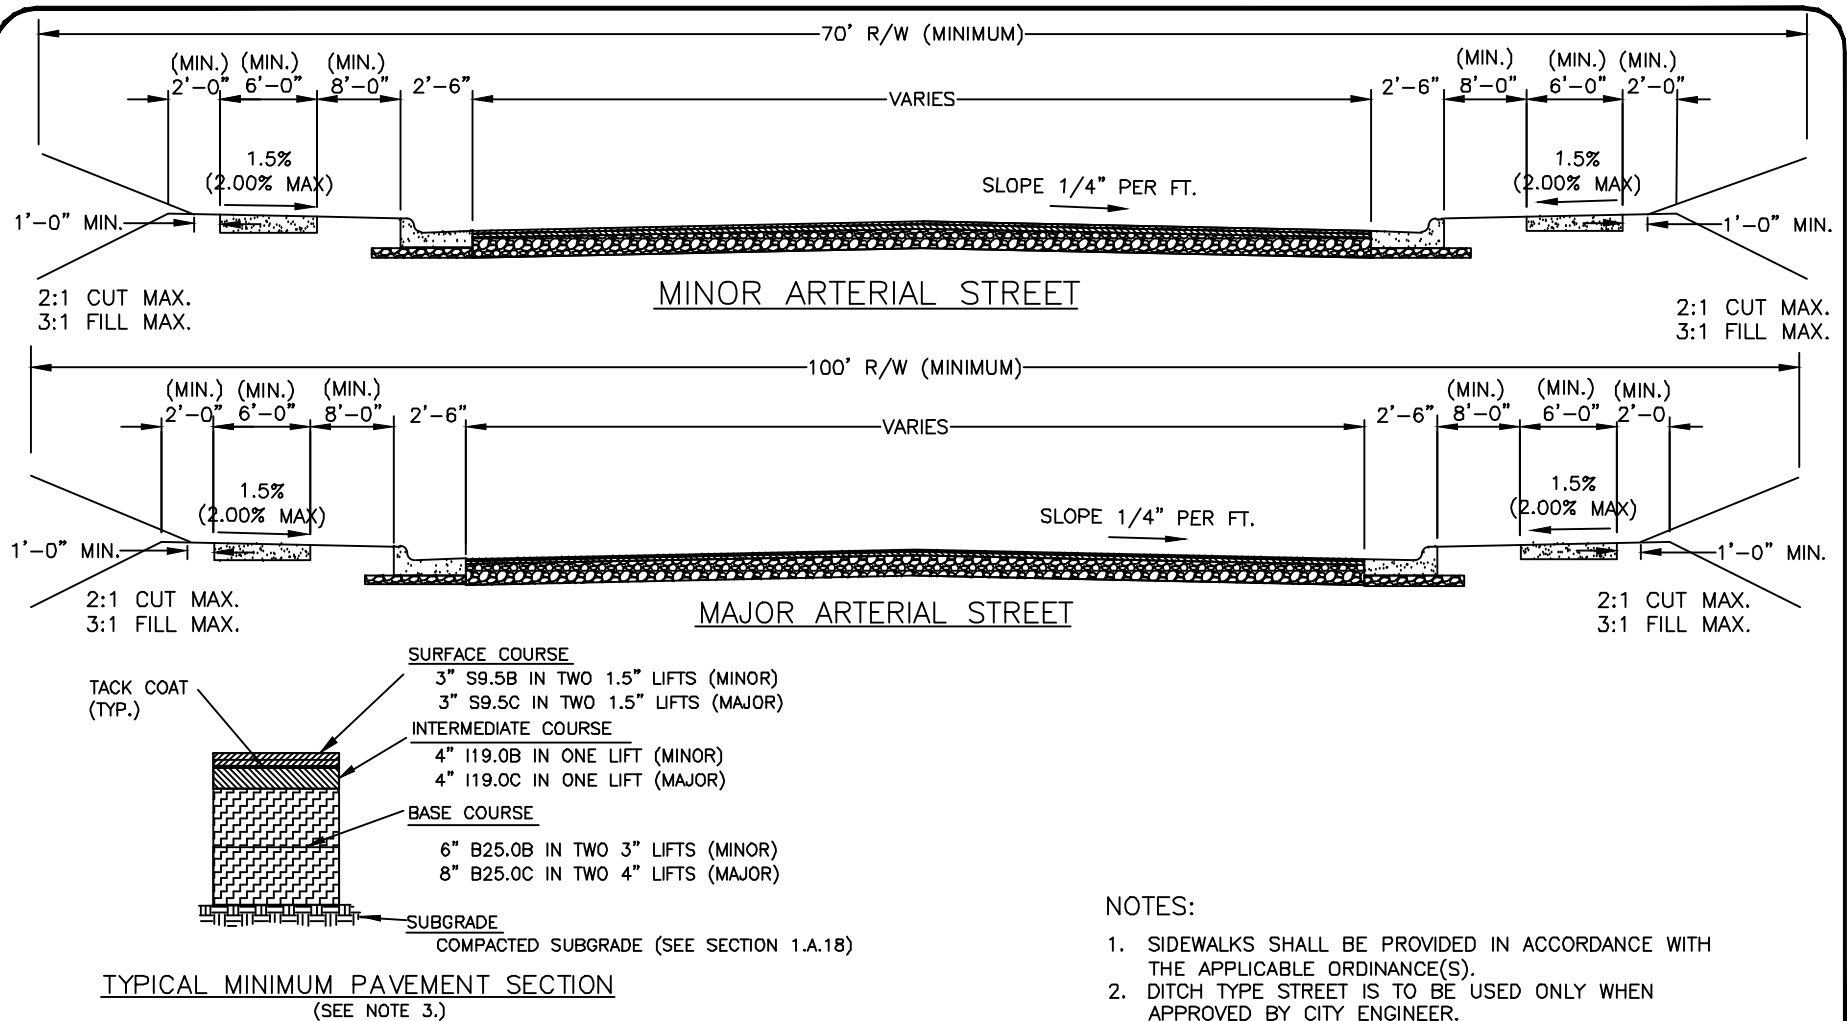 70' R/W (MINIMUM)
(MIN.) (MIN.) (MIN.) (MIN.) (MIN.) (MIN.)
2'-0" 6'-0" 8'-0" 2'-6" VARIES 2'-6" 8'-0" 6'-0" 2'-0"
1.5% 1.5%
(2.00% MAX) SLOPE 1/4" PER FT. (2.00% MAX)
1'-0" MIN. 1'-0" MIN.
MINOR ARTERIAL STREET
2:1 CUT MAX. 2:1 CUT MAX.
3:1 FILL MAX. 3:1 FILL MAX.
100' R/W (MINIMUM)
(MIN.) (MIN.) (MIN.) (MIN.) (MIN.) (MIN.)
2'-0" 6'-0" 8'-0" 2'-6" VARIES 2'-6" 8'-0" 6'-0" 2'-0
1.5% 1.5%
(2.00% MAX) SLOPE 1/4" PER FT. (2.00% MAX)
1'-0" MIN. 1'-0" MIN.
2:1 CUT MAX. 2:1 CUT MAX.
3:1 FILL MAX. 3:1 FILL MAX.
MAJOR ARTERIAL STREET
TACK COAT
(TYP.)
SURFACE COURSE
3" S9.5B IN TWO 1.5" LIFTS (MINOR)
3" S9.5C IN TWO 1.5" LIFTS (MAJOR)
INTERMEDIATE COURSE
4" I19.0B IN ONE LIFT (MINOR)
4" I19.0C IN ONE LIFT (MAJOR)
BASE COURSE
6" B25.0B IN TWO 3" LIFTS (MINOR)
8" B25.0C IN TWO 4" LIFTS (MAJOR)
SUBGRADE
COMPACTED SUBGRADE (SEE SECTION 1.A.18)
TYPICAL MINIMUM PAVEMENT SECTION
(SEE NOTE 3.)
NOTES:
1. SIDEWALKS SHALL BE PROVIDED IN ACCORDANCE WITH
THE APPLICABLE ORDINANCE(S).
2. DITCH TYPE STREET IS TO BE USED ONLY WHEN
APPROVED BY CITY ENGINEER.